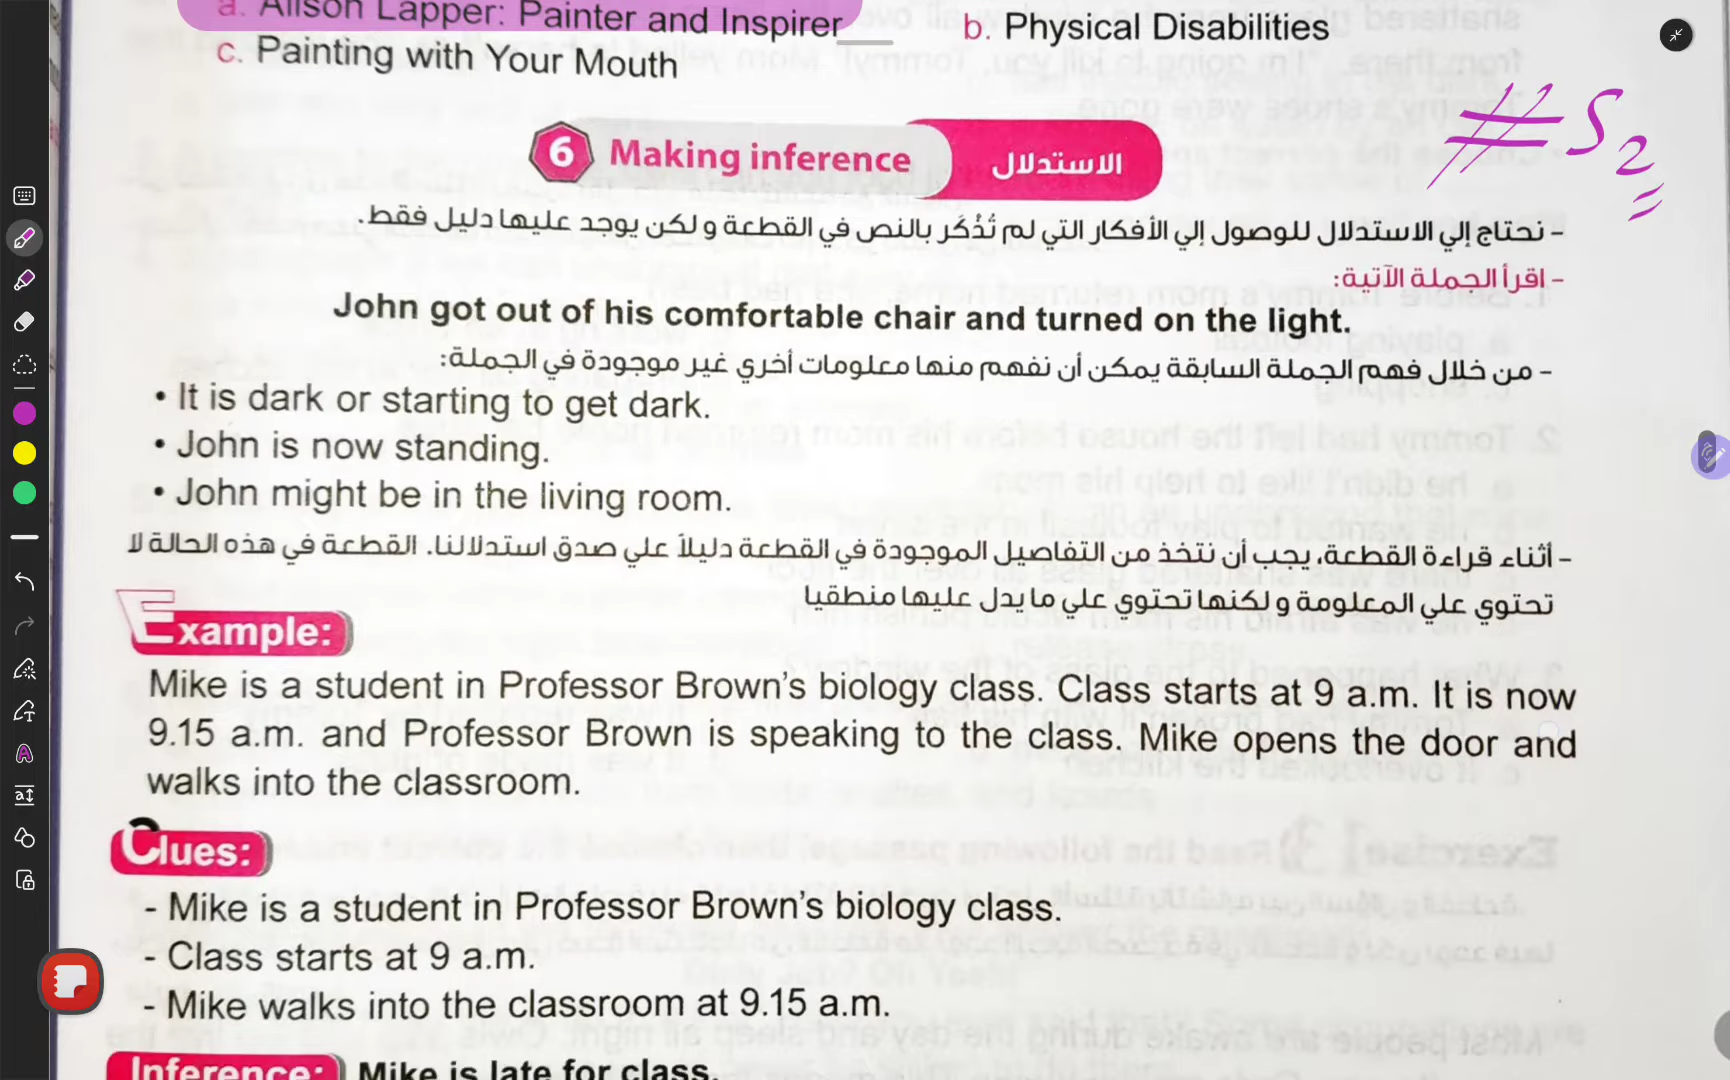 a. Alison Lapper: Painter and Inspirer b. Physical Disabilities
c. Painting with Your Mouth
#S2
6 Making inference الاستدلال
- نحتاج إلي الاستدلال للوصول إلي الأفكار التي لم تُذْكَر بالنص في القطعة ولكن يوجد عليها دليل فقط.
- اقرأ الجملة الآتية:
John got out of his comfortable chair and turned on the light.
- من خلال فهم الجملة السابقة يمكن أن نفهم منها معلومات أخري غير موجودة في الجملة:
• It is dark or starting to get dark.
• John is now standing.
• John might be in the living room.
- أثناء قراءة القطعة، يجب أن نتخذ من التفاصيل الموجودة في القطعة دليلاً علي صدق استدلالنا. القطعة في هذه الحالة لا
تحتوي علي المعلومة ولكنها تحتوي علي ما يدل عليها منطقيا
Example:
Mike is a student in Professor Brown's biology class. Class starts at 9 a.m. It is now
9.15 a.m. and Professor Brown is speaking to the class. Mike opens the door and
walks into the classroom.
Clues:
- Mike is a student in Professor Brown's biology class.
- Class starts at 9 a.m.
- Mike walks into the classroom at 9.15 a.m.
Inference: Mike is late for class.